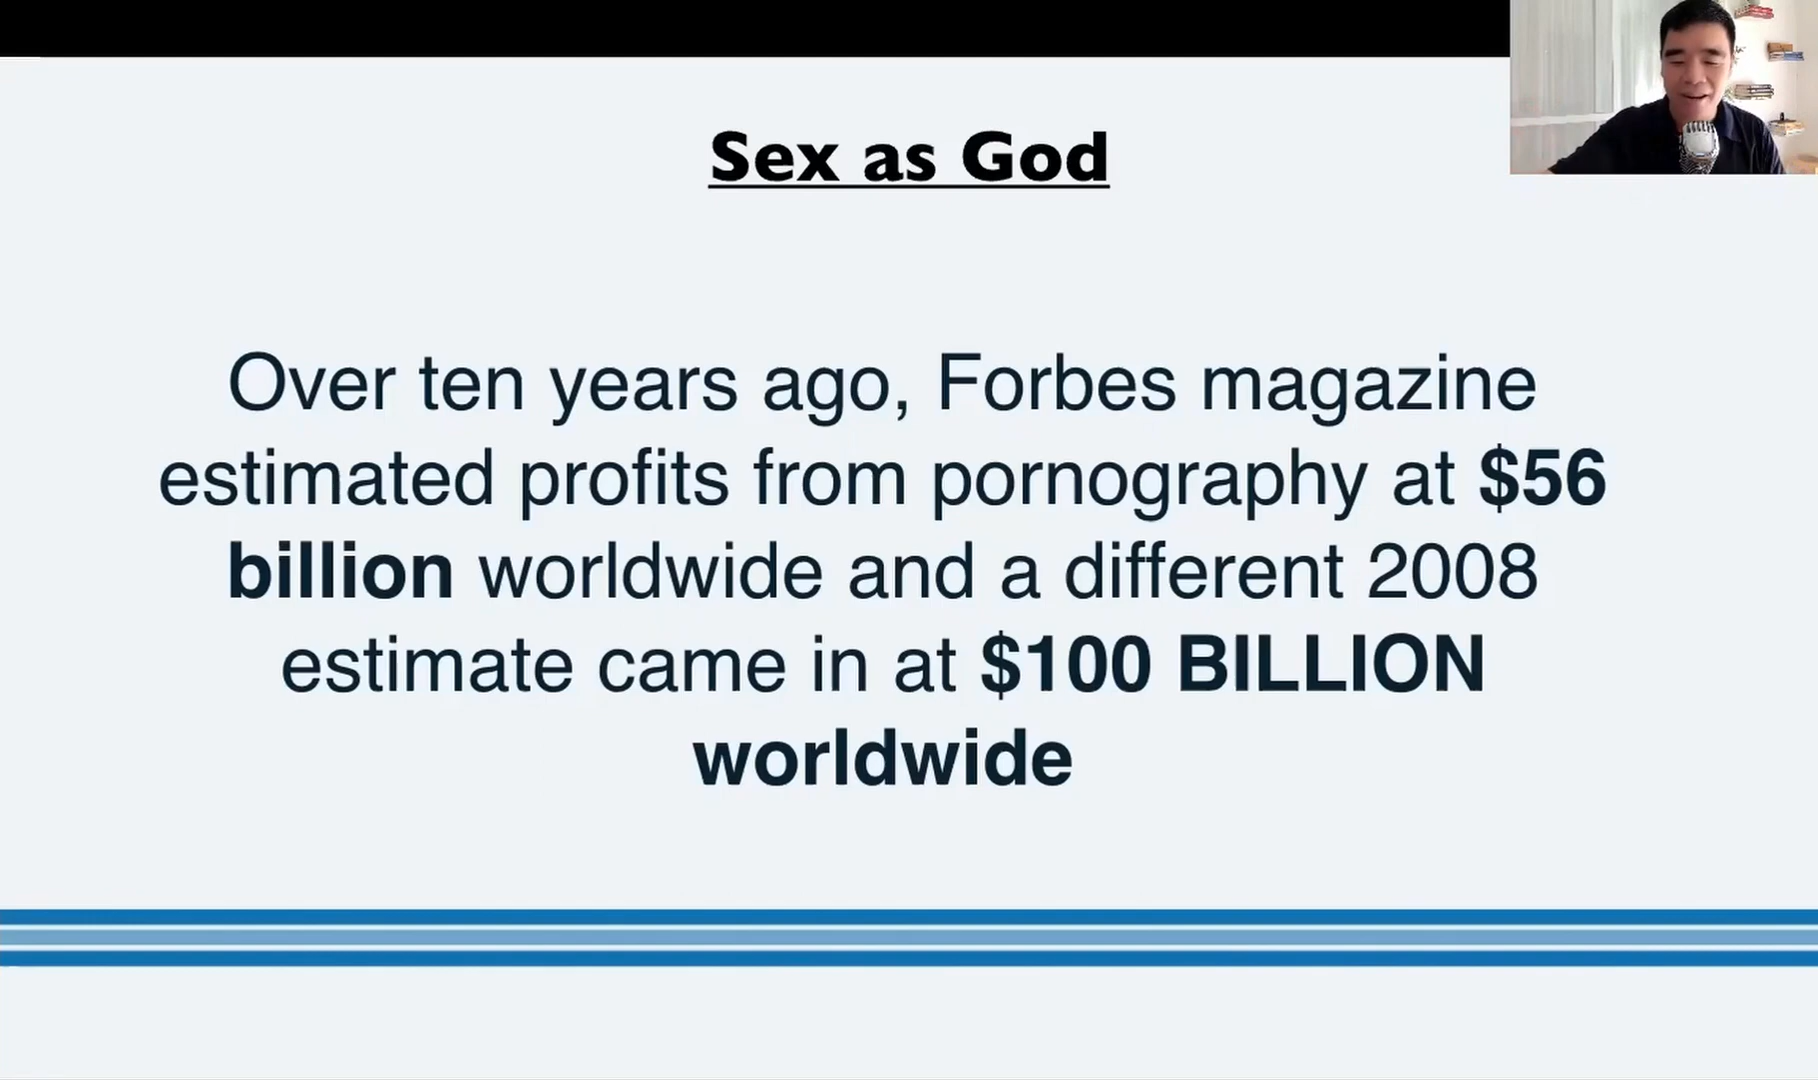 Sex as God
Over ten years ago, Forbes magazine
estimated profits from pornography at $56
billion worldwide and a different 2008
estimate came in at $100 BILLION
worldwide